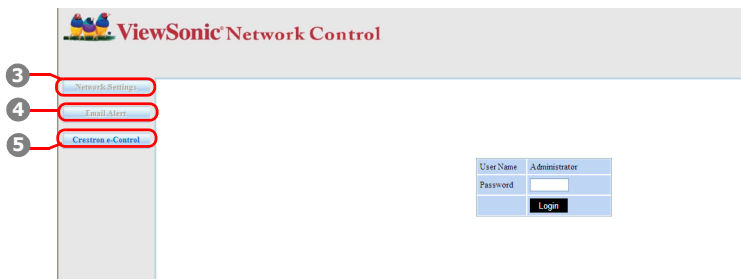 ViewSonic® Network Control
3
Network Settings
4
Email Alert
5
Crestron e-Control
User Name Administrator
Password
Login